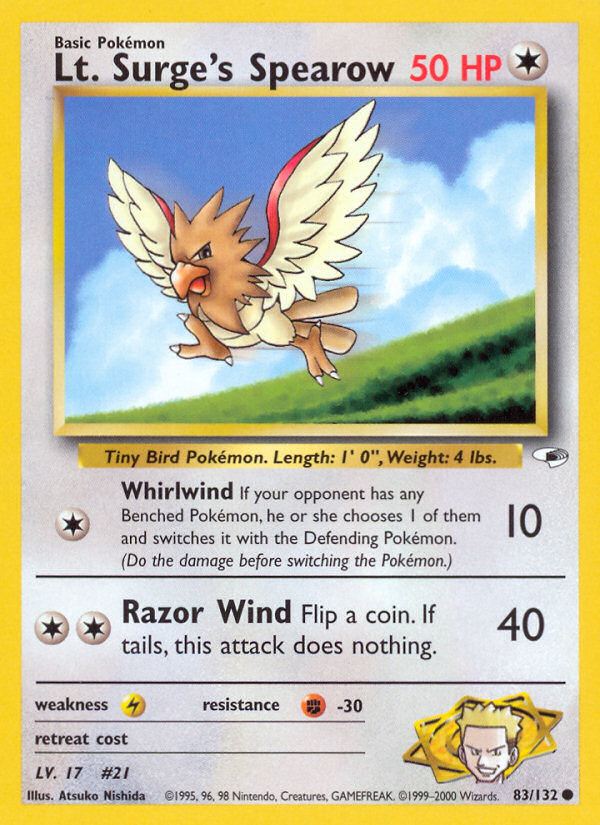 Basic Pokémon
Lt. Surge's Spearow 50 HP
Tiny Bird Pokémon. Length: 1' 0", Weight: 4 lbs.
Whirlwind If your opponent has any
Benched Pokémon, he or she chooses 1 of them
and switches it with the Defending Pokémon.
(Do the damage before switching the Pokémon.)
10
Razor Wind Flip a coin. If
tails, this attack does nothing.
40
weakness resistance -30
retreat cost
LV. 17 #21
Illus. Atsuko Nishida ©1995, 96, 98 Nintendo, Creatures, GAMEFREAK. ©1999-2000 Wizards. 83/132